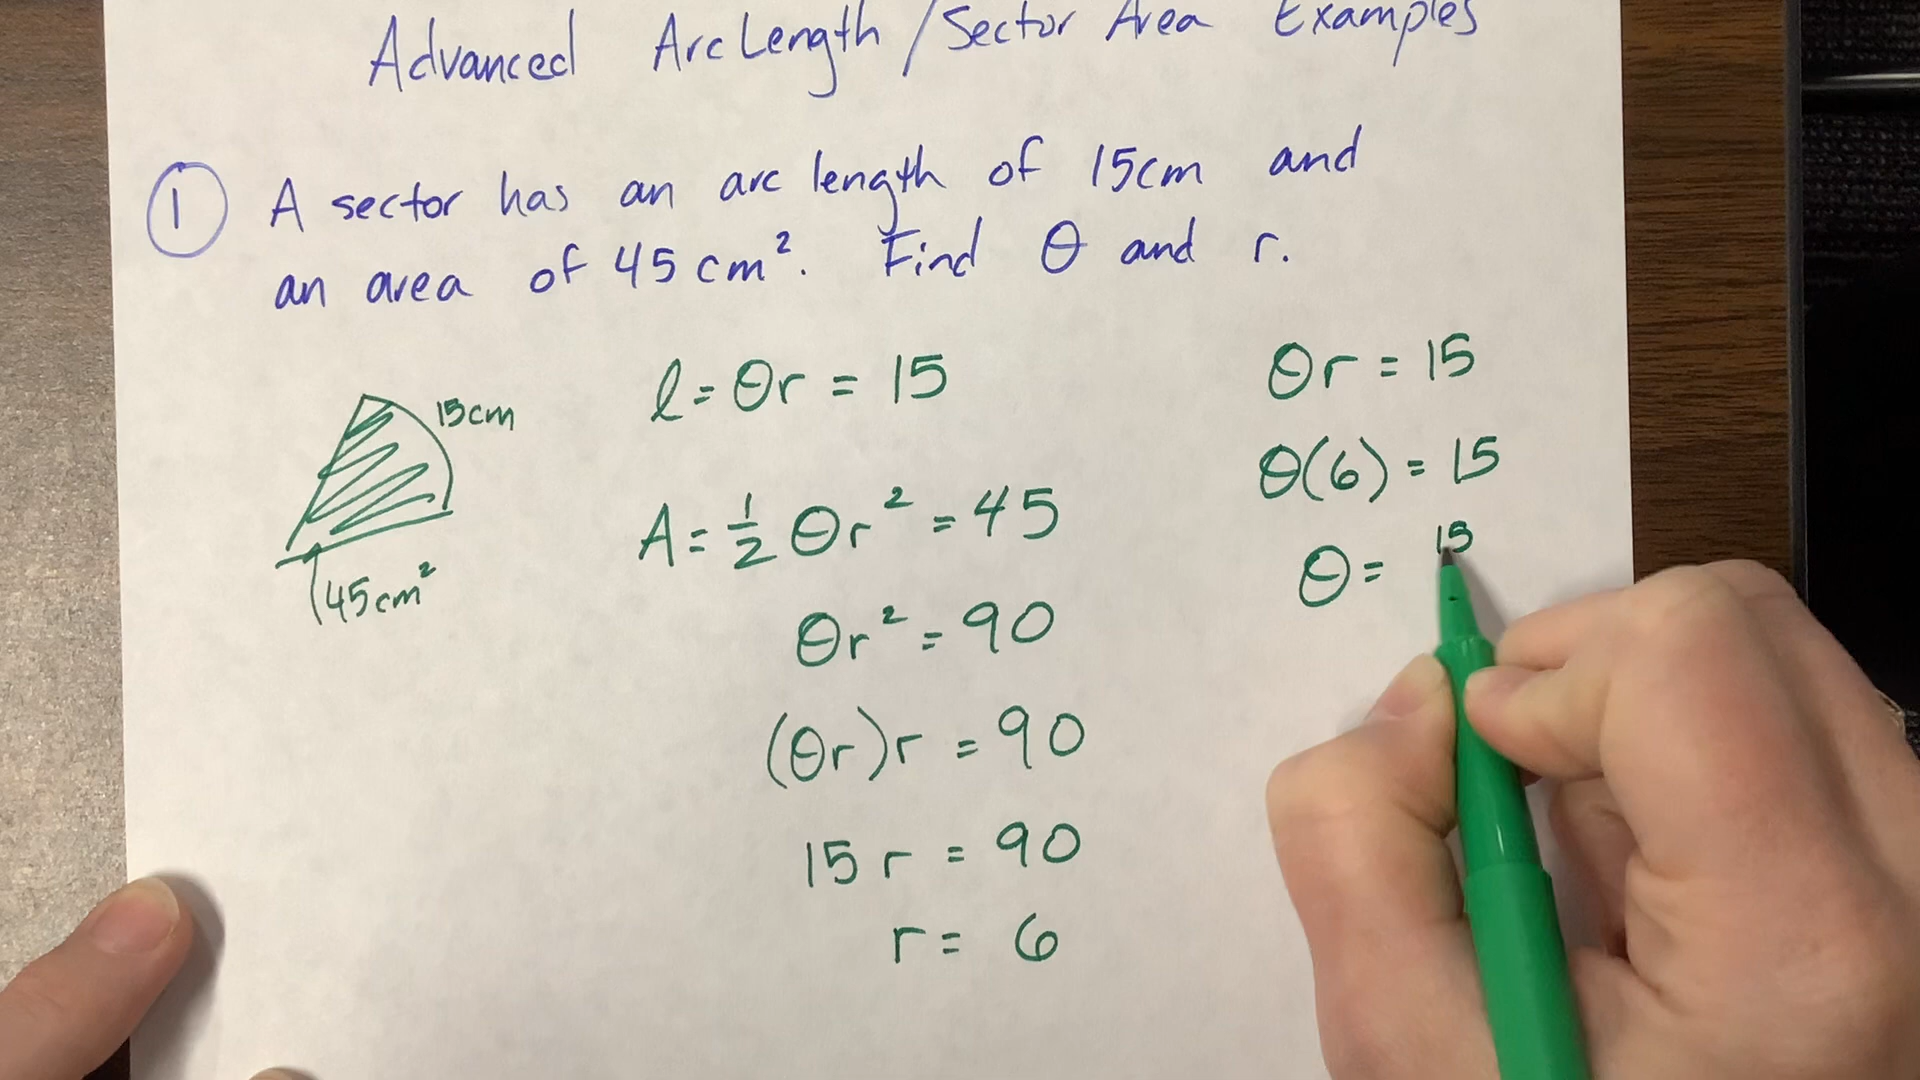 Advanced Arc Length / Sector Area Examples
① A sector has an arc length of 15cm and
an area of 45 cm². Find θ and r.
15cm
45cm²
l = θr = 15
A = ½ θr² = 45
θr² = 90
(θr)r = 90
15 r = 90
r = 6
θr = 15
θ(6) = 15
θ = 15